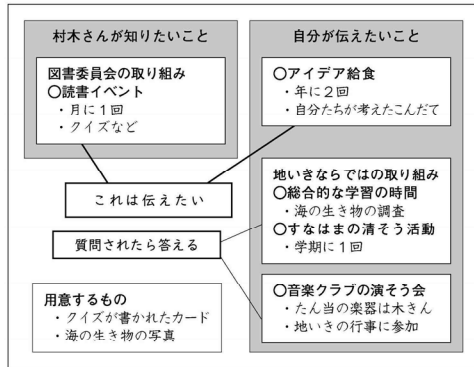 村木さんが知りたいこと
図書委員会の取り組み
○読書イベント
・月に１回
・クイズなど
自分が伝えたいこと
○アイデア給食
・年に２回
・自分たちが考えたこんだて
これは伝えたい
質問されたら答える
地いきならではの取り組み
○総合的な学習の時間
・海の生き物の調査
○すなはまの清そう活動
・学期に１回
○音楽クラブの演そう会
・たん当の楽器は木きん
・地いきの行事に参加
用意するもの
・クイズが書かれたカード
・海の生き物の写真